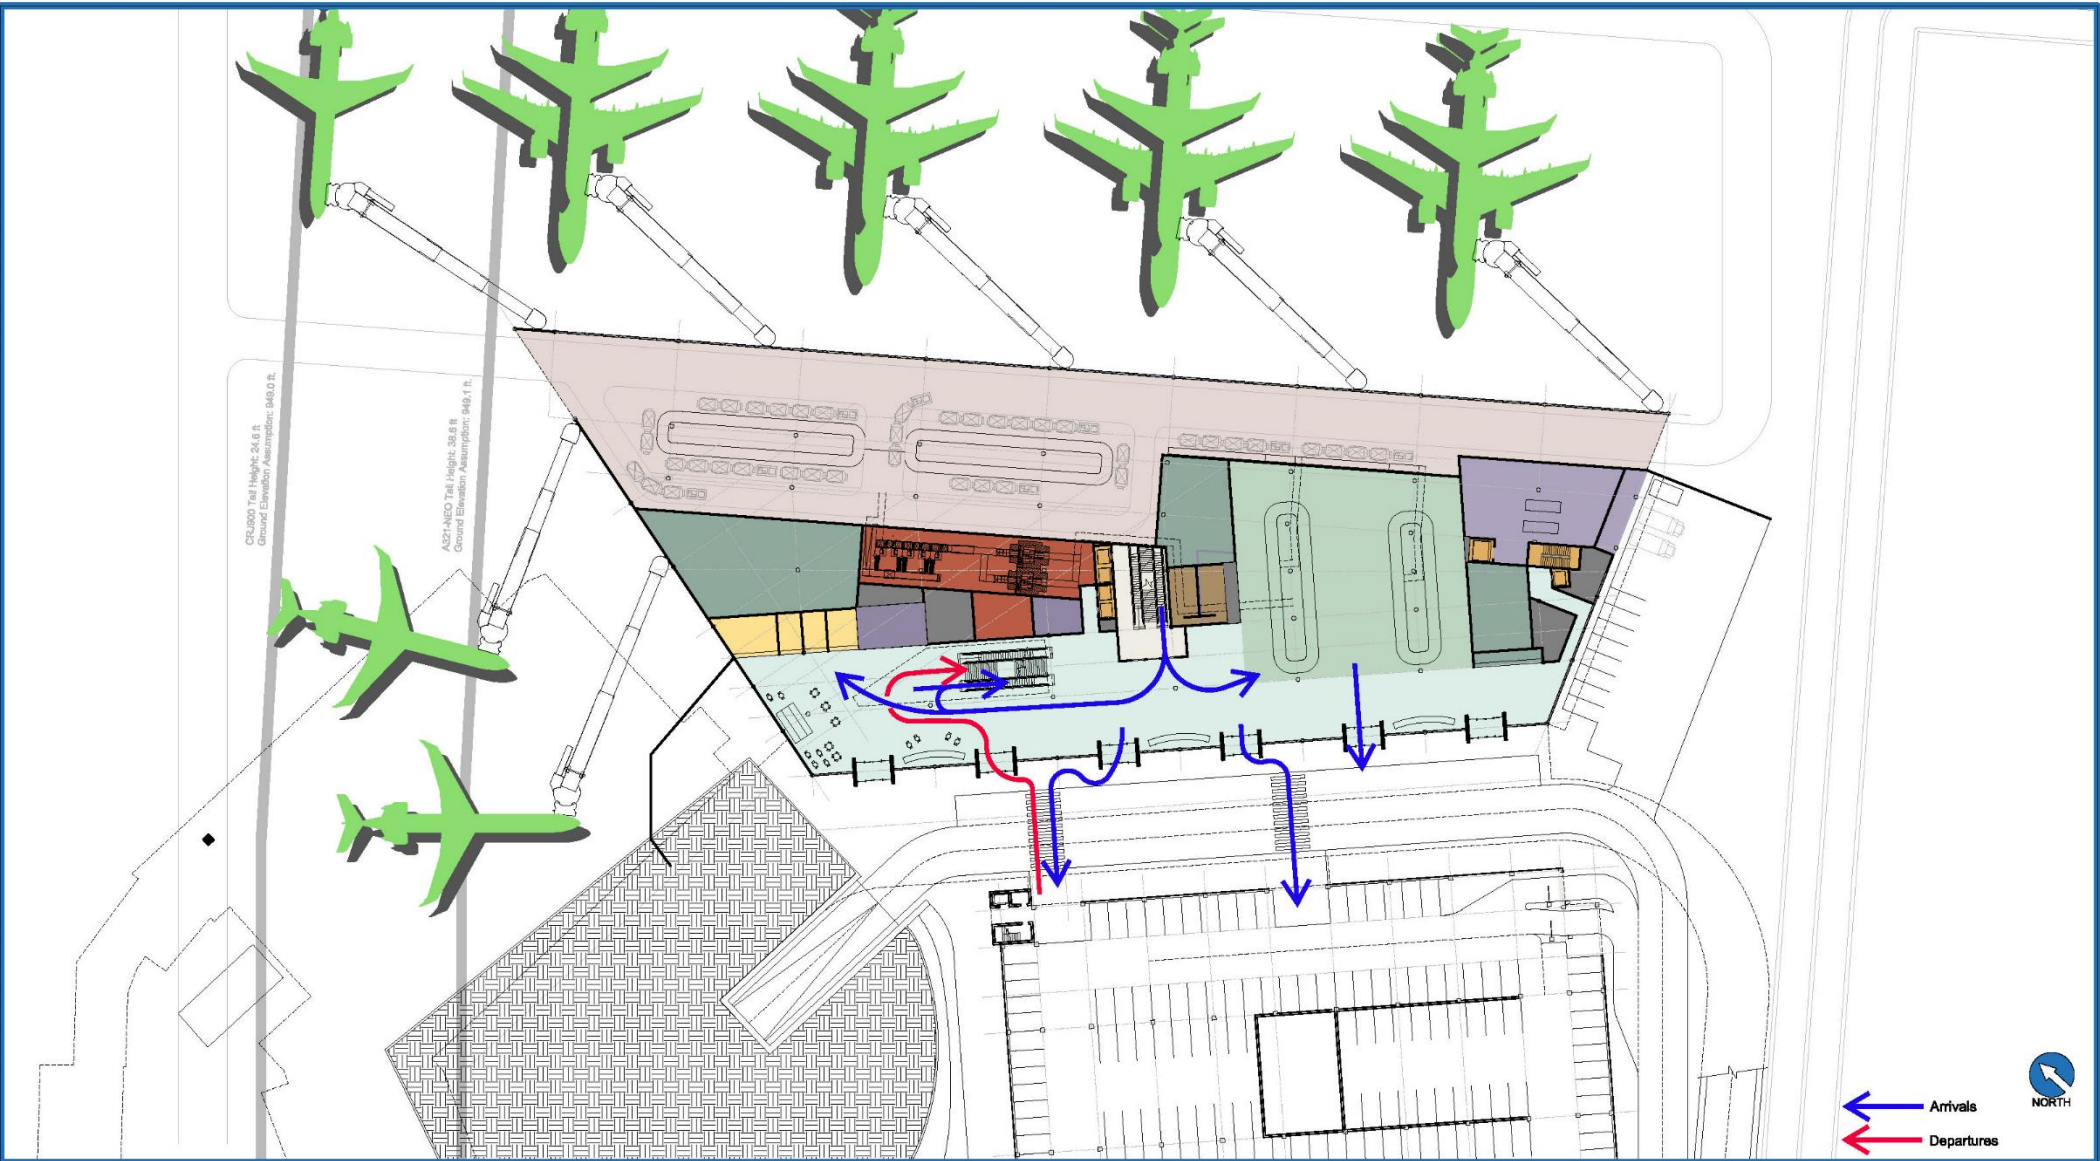 CRJ900 Tail Height: 24.6 ft
Ground Elevation Assumption: 949.0 ft.
A321-NEO Tail Height: 38.6 ft
Ground Elevation Assumption: 949.1 ft.
NORTH
Arrivals
Departures